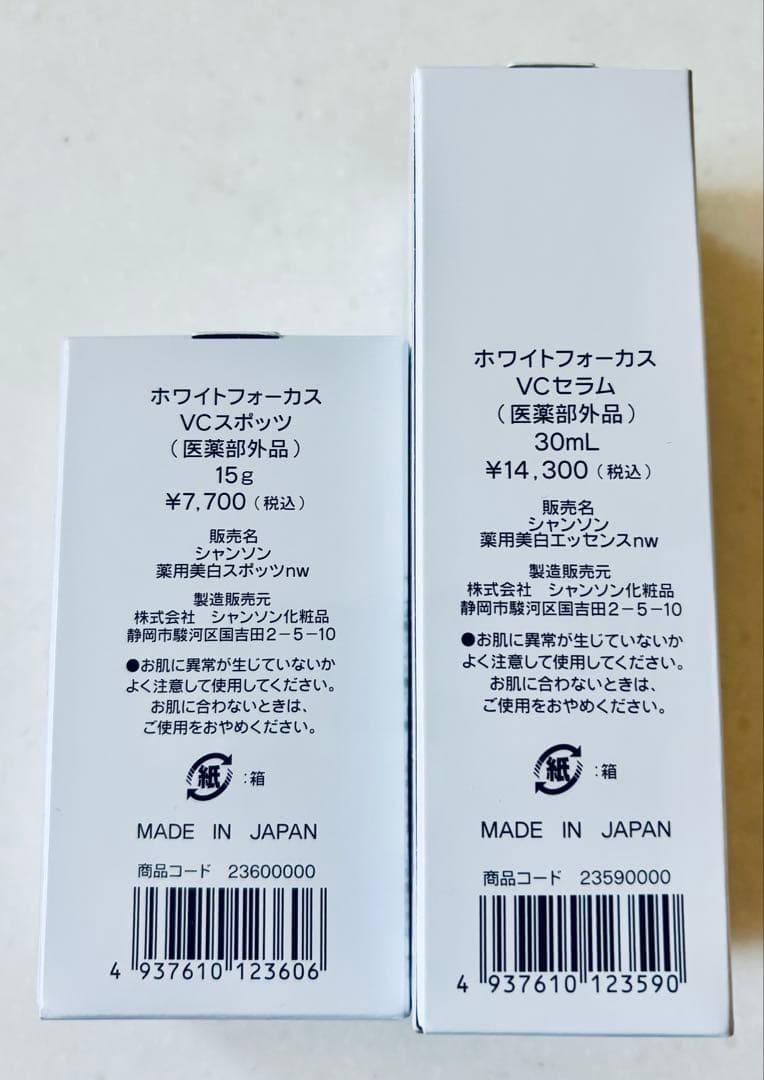 ホワイトフォーカス
VCスポッツ
（医薬部外品）
15g
¥7,700（税込）
販売名
シャンソン
薬用美白スポッツnw
製造販売元
株式会社　シャンソン化粧品
静岡市駿河区国吉田2-5-10
●お肌に異常が生じていないか
よく注意して使用してください。
お肌に合わないときは、
ご使用をおやめください。
紙：箱
MADE IN JAPAN
商品コード 23600000
4 937610 123606
ホワイトフォーカス
VCセラム
（医薬部外品）
30mL
¥14,300（税込）
販売名
シャンソン
薬用美白エッセンスnw
製造販売元
株式会社　シャンソン化粧品
静岡市駿河区国吉田2-5-10
●お肌に異常が生じていないか
よく注意して使用してください。
お肌に合わないときは、
ご使用をおやめください。
紙：箱
MADE IN JAPAN
商品コード 23590000
4 937610 123590